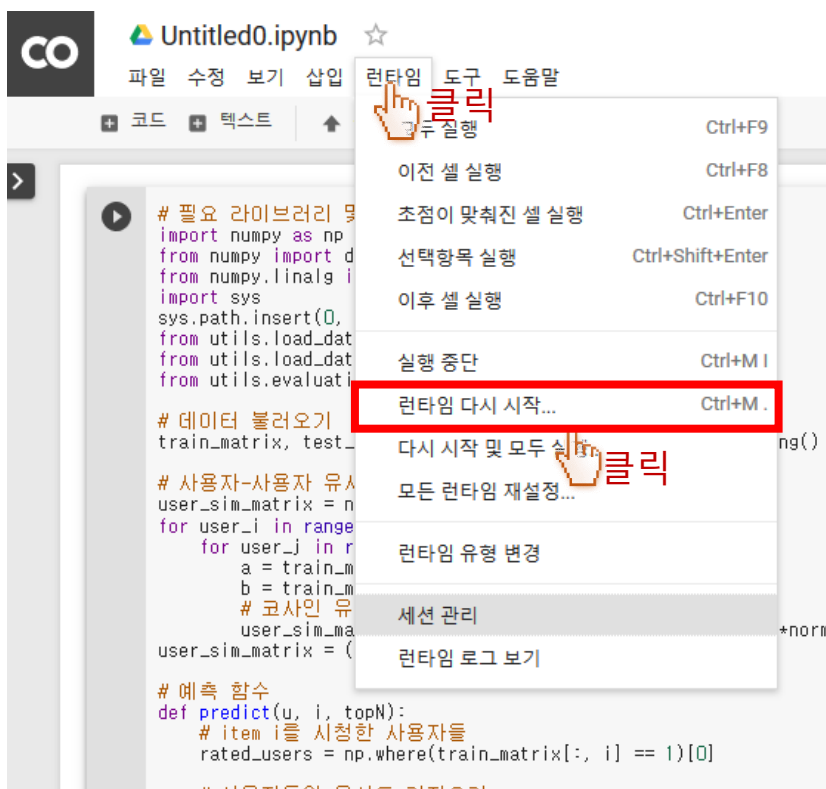 CO Untitled0.ipynb
파일 수정 보기 삽입 런타임 도구 도움말
클릭
코드 텍스트
모두 실행 Ctrl+F9
이전 셀 실행 Ctrl+F8
초점이 맞춰진 셀 실행 Ctrl+Enter
선택항목 실행 Ctrl+Shift+Enter
이후 셀 실행 Ctrl+F10
실행 중단 Ctrl+M I
런타임 다시 시작... Ctrl+M .
다시 시작 및 모두 실행...
클릭
모든 런타임 재설정...
런타임 유형 변경
세션 관리
런타임 로그 보기
# 필요 라이브러리 및
import numpy as np
from numpy import d
from numpy.linalg i
import sys
sys.path.insert(0,
from utils.load_dat
from utils.load_dat
from utils.evaluati
# 데이터 불러오기
train_matrix, test_ ng()
# 사용자-사용자 유사
user_sim_matrix = n
for user_i in range
for user_j in r
a = train_m
b = train_m
# 코사인 유
user_sim_ma *norm
user_sim_matrix = (
# 예측 함수
def predict(u, i, topN):
# item i를 시청한 사용자들
rated_users = np.where(train_matrix[:, i] == 1)[0]